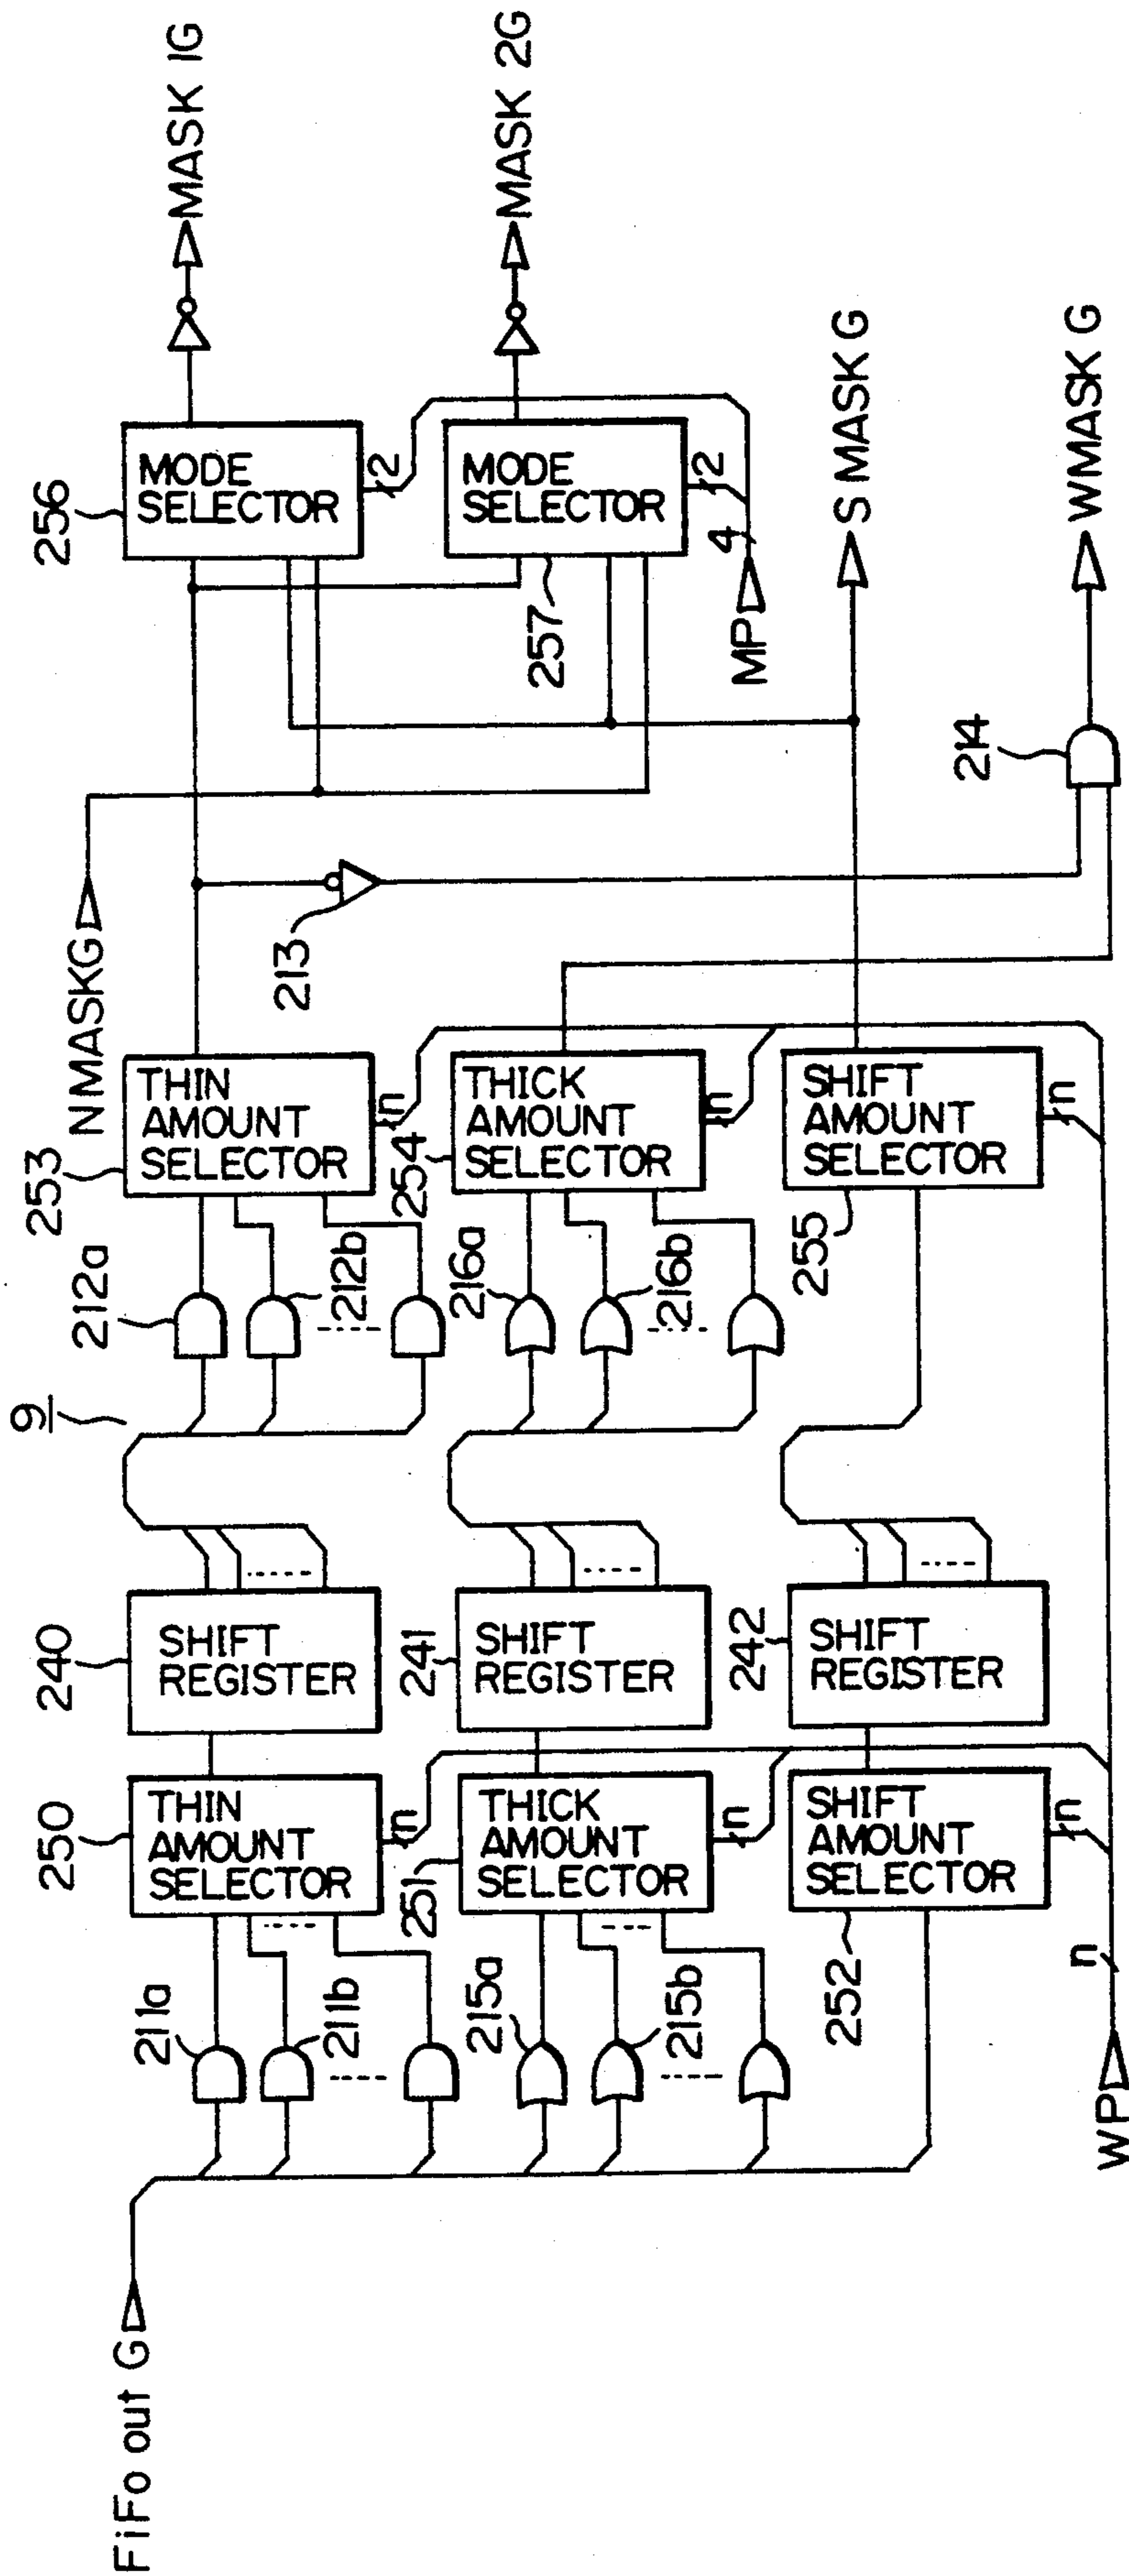 FiFo out G
211a
211b
215a
215b
250
THIN
AMOUNT
SELECTOR
n
251
THICK
AMOUNT
SELECTOR
n
252
SHIFT
AMOUNT
SELECTOR
n
WP
n
240
SHIFT
REGISTER
241
SHIFT
REGISTER
242
SHIFT
REGISTER
9
212a
212b
216a
216b
253
THIN
AMOUNT
SELECTOR
n
254
THICK
AMOUNT
SELECTOR
n
255
SHIFT
AMOUNT
SELECTOR
n
NMASKG
213
214
256
MODE
SELECTOR
2
257
MODE
SELECTOR
2
MP
4
MASK 1G
MASK 2G
S MASK G
WMASK G